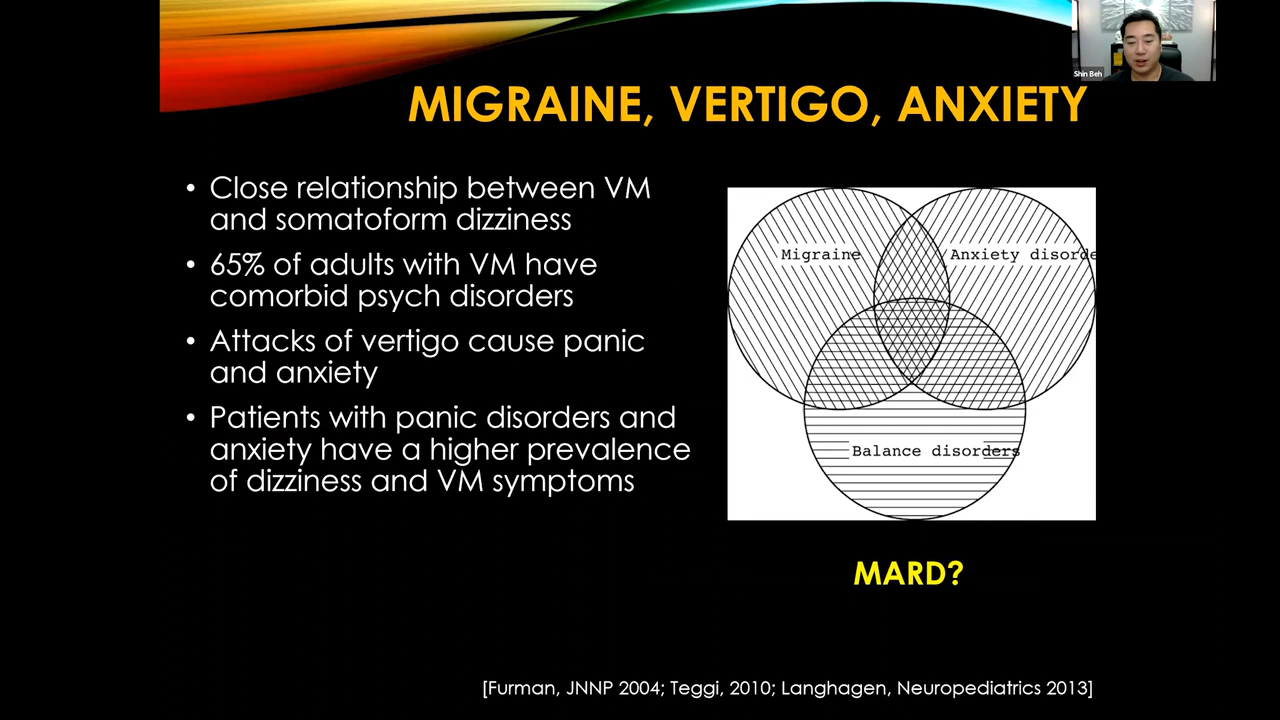 Shin Beh
MIGRAINE, VERTIGO, ANXIETY
• Close relationship between VM
and somatoform dizziness
• 65% of adults with VM have
comorbid psych disorders
• Attacks of vertigo cause panic
and anxiety
• Patients with panic disorders and
anxiety have a higher prevalence
of dizziness and VM symptoms
Migraine
Anxiety disorde
Balance disorders
MARD?
[Furman, JNNP 2004; Teggi, 2010; Langhagen, Neuropediatrics 2013]